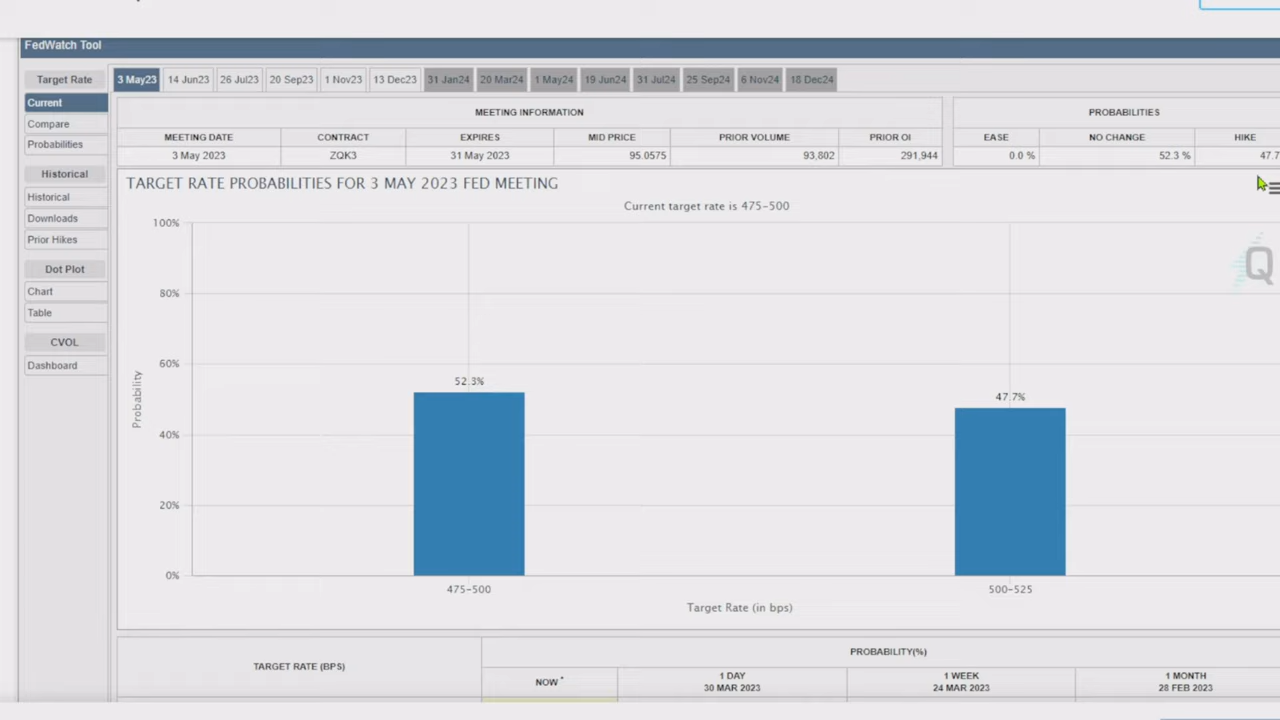 FedWatch Tool
Target Rate
Current
Compare
Probabilities
Historical
Historical
Downloads
Prior Hikes
Dot Plot
Chart
Table
CVOL
Dashboard
3 May23 14 Jun23 26 Jul23 20 Sep23 1 Nov23 13 Dec23 31 Jan24 20 Mar24 1 May24 19 Jun24 31 Jul24 25 Sep24 6 Nov24 18 Dec24
MEETING INFORMATION
MEETING DATE CONTRACT EXPIRES MID PRICE PRIOR VOLUME PRIOR OI
3 May 2023 ZQK3 31 May 2023 95.0575 93,802 291,944
PROBABILITIES
EASE NO CHANGE HIKE
0.0 % 52.3 % 47.7
TARGET RATE PROBABILITIES FOR 3 MAY 2023 FED MEETING
Current target rate is 475-500
Q
100%
80%
60%
40%
20%
0%
Probability
52.3%
47.7%
475-500 500-525
Target Rate (in bps)
TARGET RATE (BPS)
PROBABILITY(%)
NOW *
1 DAY
30 MAR 2023
1 WEEK
24 MAR 2023
1 MONTH
28 FEB 2023